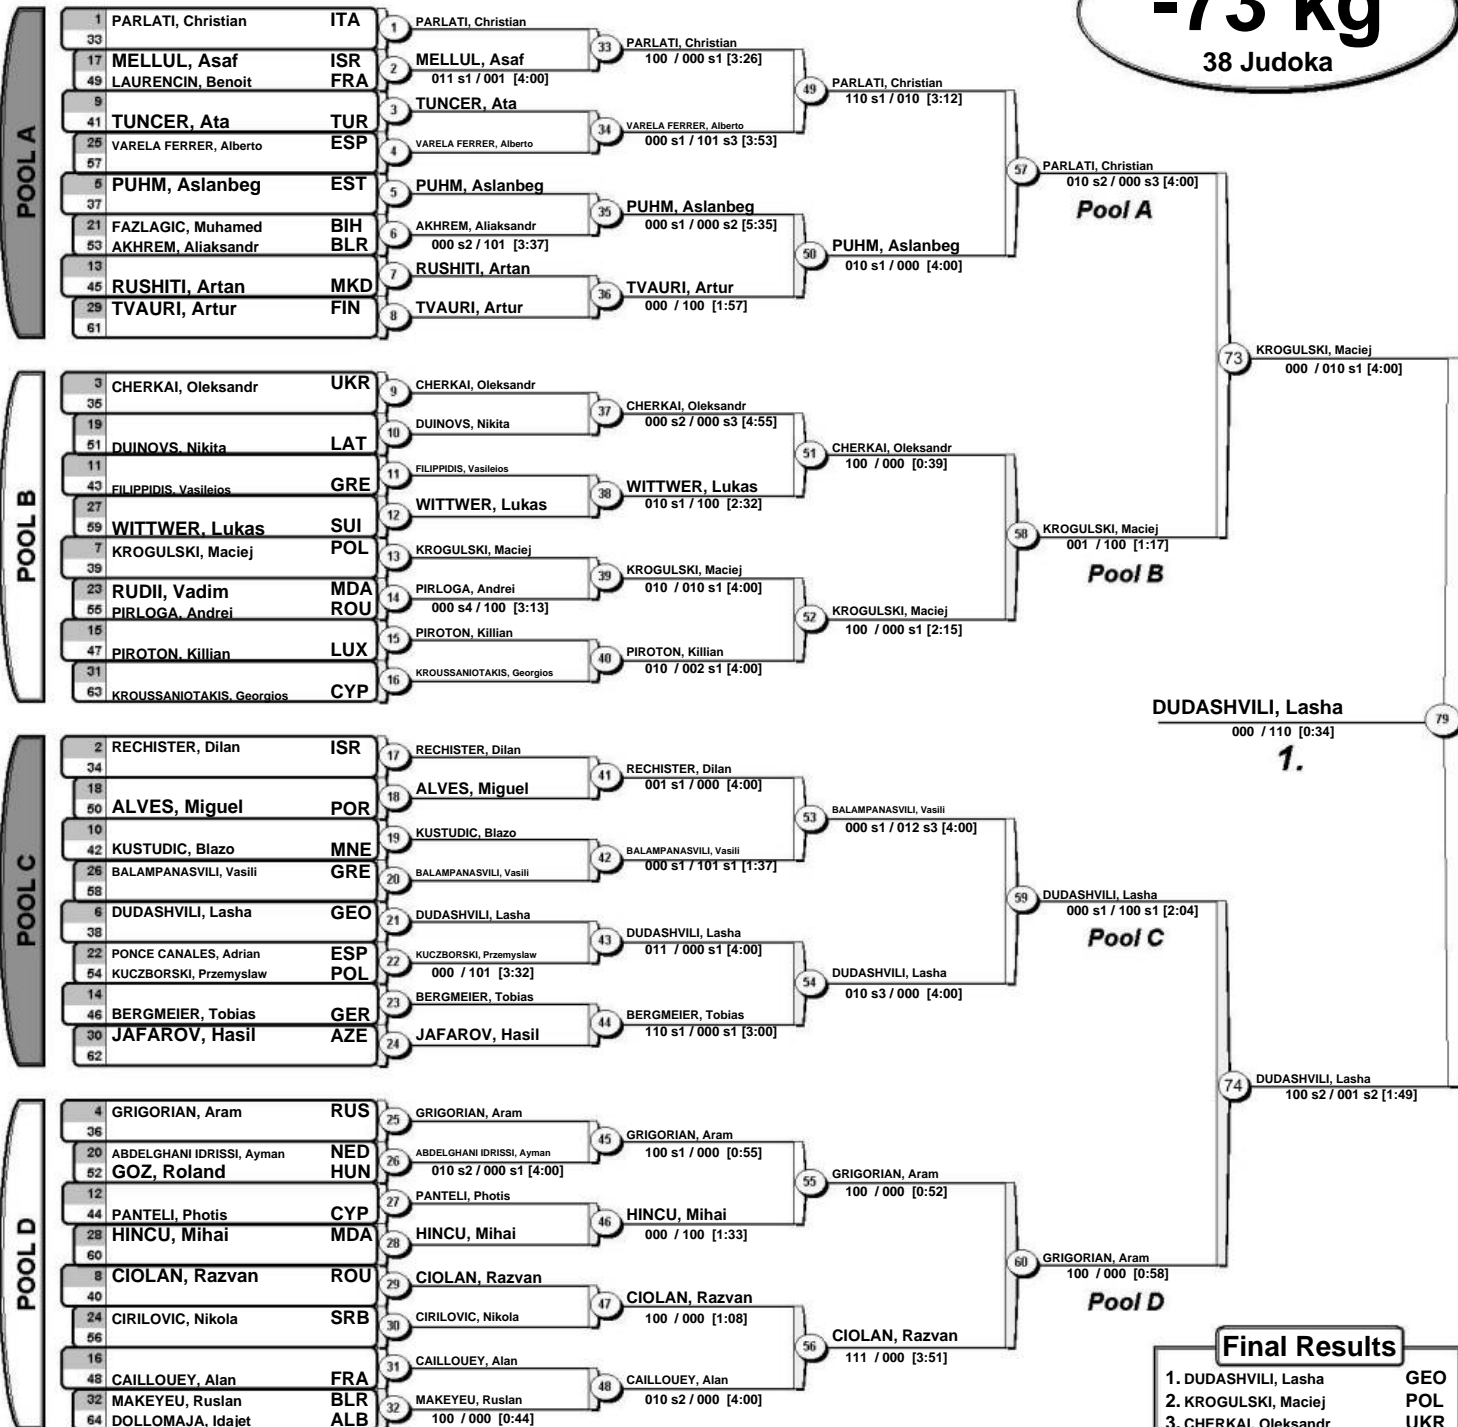 -73 kg
38 Judoka
POOL A
1 PARLATI, Christian ITA
33
17 MELLUL, Asaf ISR
49 LAURENCIN, Benoit FRA
9
41 TUNCER, Ata TUR
25 VARELA FERRER, Alberto ESP
57
5 PUHM, Aslanbeg EST
37
21 FAZLAGIC, Muhamed BIH
53 AKHREM, Aliaksandr BLR
13
45 RUSHITI, Artan MKD
29 TVAURI, Artur FIN
61
1 PARLATI, Christian
2 MELLUL, Asaf
011 s1 / 001 [4:00]
3 TUNCER, Ata
4 VARELA FERRER, Alberto
5 PUHM, Aslanbeg
6 AKHREM, Aliaksandr
000 s2 / 101 [3:37]
7 RUSHITI, Artan
8 TVAURI, Artur
33 PARLATI, Christian
100 / 000 s1 [3:26]
34 VARELA FERRER, Alberto
000 s1 / 101 s3 [3:53]
35 PUHM, Aslanbeg
000 s1 / 000 s2 [5:35]
36 TVAURI, Artur
000 / 100 [1:57]
49 PARLATI, Christian
110 s1 / 010 [3:12]
50 PUHM, Aslanbeg
010 s1 / 000 [4:00]
57 PARLATI, Christian
010 s2 / 000 s3 [4:00]
Pool A
POOL B
3 CHERKAI, Oleksandr UKR
35
19
51 DUINOVS, Nikita LAT
11
43 FILIPPIDIS, Vasileios GRE
27
59 WITTWER, Lukas SUI
7 KROGULSKI, Maciej POL
39
23 RUDII, Vadim MDA
55 PIRLOGA, Andrei ROU
15
47 PIROTON, Killian LUX
31
63 KROUSSANIOTAKIS, Georgios CYP
9 CHERKAI, Oleksandr
10 DUINOVS, Nikita
11 FILIPPIDIS, Vasileios
12 WITTWER, Lukas
13 KROGULSKI, Maciej
14 PIRLOGA, Andrei
000 s4 / 100 [3:13]
15 PIROTON, Killian
16 KROUSSANIOTAKIS, Georgios
37 CHERKAI, Oleksandr
000 s2 / 000 s3 [4:55]
38 WITTWER, Lukas
010 s1 / 100 [2:32]
39 KROGULSKI, Maciej
010 / 010 s1 [4:00]
40 PIROTON, Killian
010 / 002 s1 [4:00]
51 CHERKAI, Oleksandr
100 / 000 [0:39]
52 KROGULSKI, Maciej
100 / 000 s1 [2:15]
58 KROGULSKI, Maciej
001 / 100 [1:17]
Pool B
73 KROGULSKI, Maciej
000 / 010 s1 [4:00]
DUDASHVILI, Lasha
79
000 / 110 [0:34]
1.
POOL C
2 RECHISTER, Dilan ISR
34
18
50 ALVES, Miguel POR
10
42 KUSTUDIC, Blazo MNE
26 BALAMPANASVILI, Vasili GRE
58
6 DUDASHVILI, Lasha GEO
38
22 PONCE CANALES, Adrian ESP
54 KUCZBORSKI, Przemyslaw POL
14
46 BERGMEIER, Tobias GER
30 JAFAROV, Hasil AZE
62
17 RECHISTER, Dilan
18 ALVES, Miguel
19 KUSTUDIC, Blazo
20 BALAMPANASVILI, Vasili
21 DUDASHVILI, Lasha
22 KUCZBORSKI, Przemyslaw
000 / 101 [3:32]
23 BERGMEIER, Tobias
24 JAFAROV, Hasil
41 RECHISTER, Dilan
001 s1 / 000 [4:00]
42 BALAMPANASVILI, Vasili
000 s1 / 101 s1 [1:37]
43 DUDASHVILI, Lasha
011 / 000 s1 [4:00]
44 BERGMEIER, Tobias
110 s1 / 000 s1 [3:00]
53 BALAMPANASVILI, Vasili
000 s1 / 012 s3 [4:00]
54 DUDASHVILI, Lasha
010 s3 / 000 [4:00]
59 DUDASHVILI, Lasha
000 s1 / 100 s1 [2:04]
Pool C
74 DUDASHVILI, Lasha
100 s2 / 001 s2 [1:49]
POOL D
4 GRIGORIAN, Aram RUS
36
20 ABDELGHANI IDRISSI, Ayman NED
52 GOZ, Roland HUN
12
44 PANTELI, Photis CYP
28 HINCU, Mihai MDA
60
8 CIOLAN, Razvan ROU
40
24 CIRILOVIC, Nikola SRB
56
16
48 CAILLOUEY, Alan FRA
32 MAKEYEU, Ruslan BLR
64 DOLLOMAJA, Idajet ALB
25 GRIGORIAN, Aram
26 ABDELGHANI IDRISSI, Ayman
010 s2 / 000 s1 [4:00]
27 PANTELI, Photis
28 HINCU, Mihai
29 CIOLAN, Razvan
30 CIRILOVIC, Nikola
31 CAILLOUEY, Alan
32 MAKEYEU, Ruslan
100 / 000 [0:44]
45 GRIGORIAN, Aram
100 s1 / 000 [0:55]
46 HINCU, Mihai
000 / 100 [1:33]
47 CIOLAN, Razvan
100 / 000 [1:08]
48 CAILLOUEY, Alan
010 s2 / 000 [4:00]
55 GRIGORIAN, Aram
100 / 000 [0:52]
56 CIOLAN, Razvan
111 / 000 [3:51]
60 GRIGORIAN, Aram
100 / 000 [0:58]
Pool D
Final Results
1. DUDASHVILI, Lasha GEO
2. KROGULSKI, Maciej POL
3. CHERKAI, Oleksandr UKR